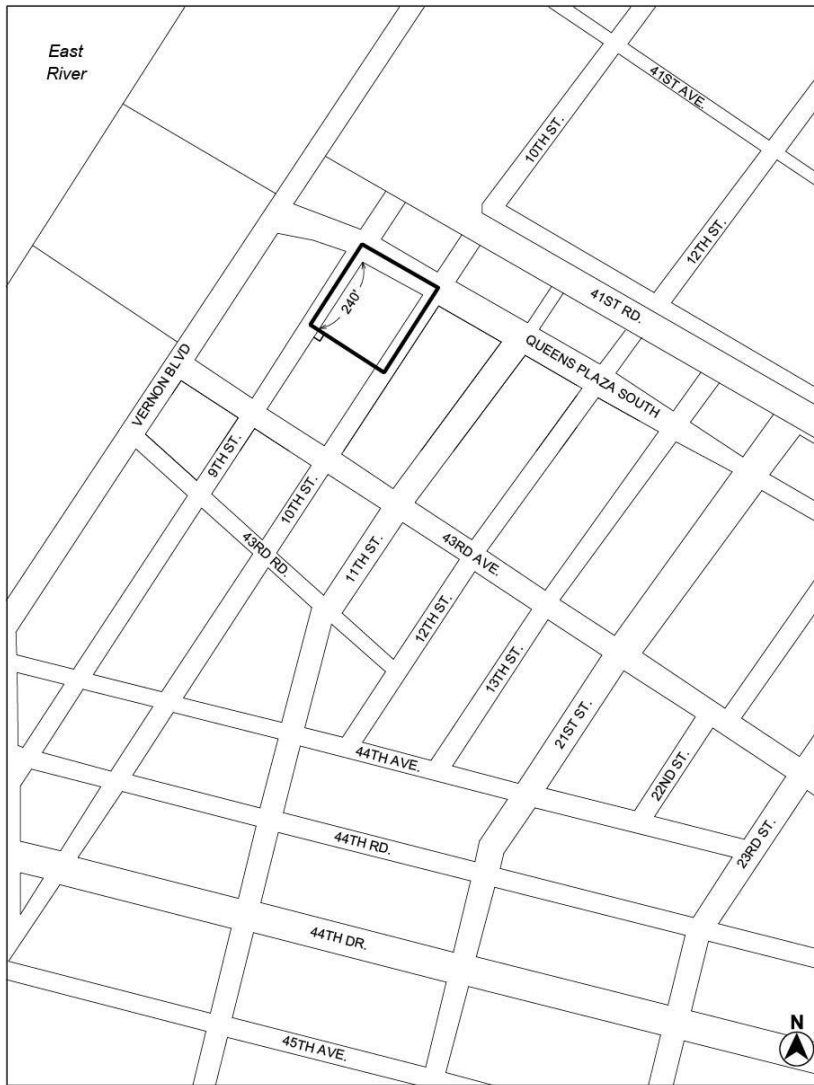 East
River
41ST AVE.
10TH ST.
12TH ST.
41ST RD.
240'
QUEENS PLAZA SOUTH
VERNON BLVD
9TH ST.
10TH ST.
43RD RD.
11TH ST.
43RD AVE.
12TH ST.
13TH ST.
21ST ST.
22ND ST.
23RD ST.
44TH AVE.
44TH RD.
44TH DR.
45TH AVE.
N